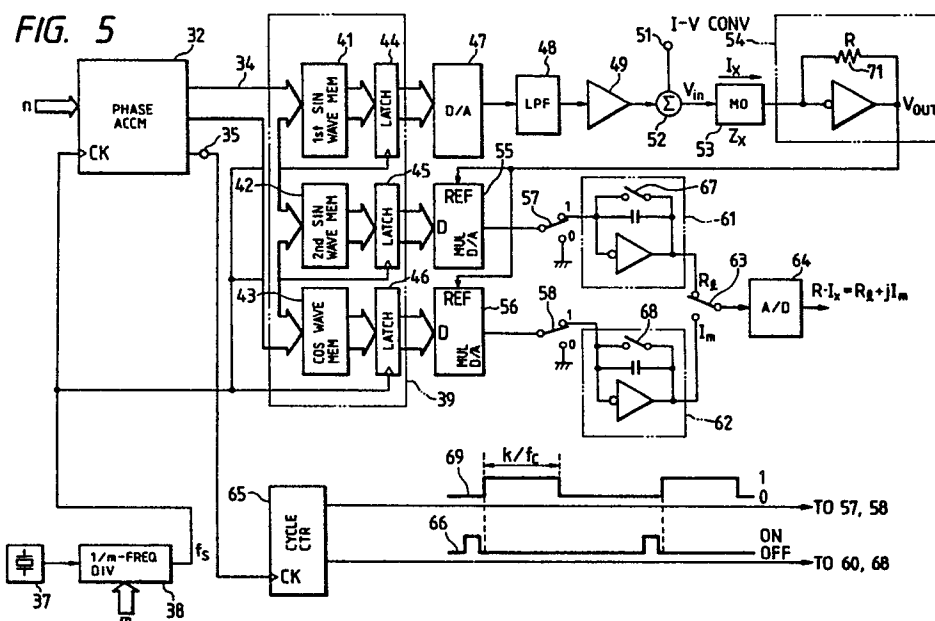 FIG. 5
32
n
PHASE
ACCM
CK
34
35
41
1st SIN
WAVE MEM
44
LATCH
47
D/A
48
LPF
49
51
I-V CONV
Σ
52
Vin
Ix
MO
53
Zx
54
R
71
VOUT
42
2nd SIN
WAVE MEM
45
LATCH
55
REF
D
MUL
D/A
57
1
0
67
61
43
COS WAVE
MEM
46
LATCH
39
56
REF
D
MUL
D/A
58
1
0
68
62
Rℓ
Im
63
64
A/D
R·Ix=Rℓ+jIm
37
1/m-FREQ
DIV
38
m
fS
65
CYCLE
CTR
CK
69
k/fC
1
0
TO 57, 58
66
ON
OFF
TO 60, 68